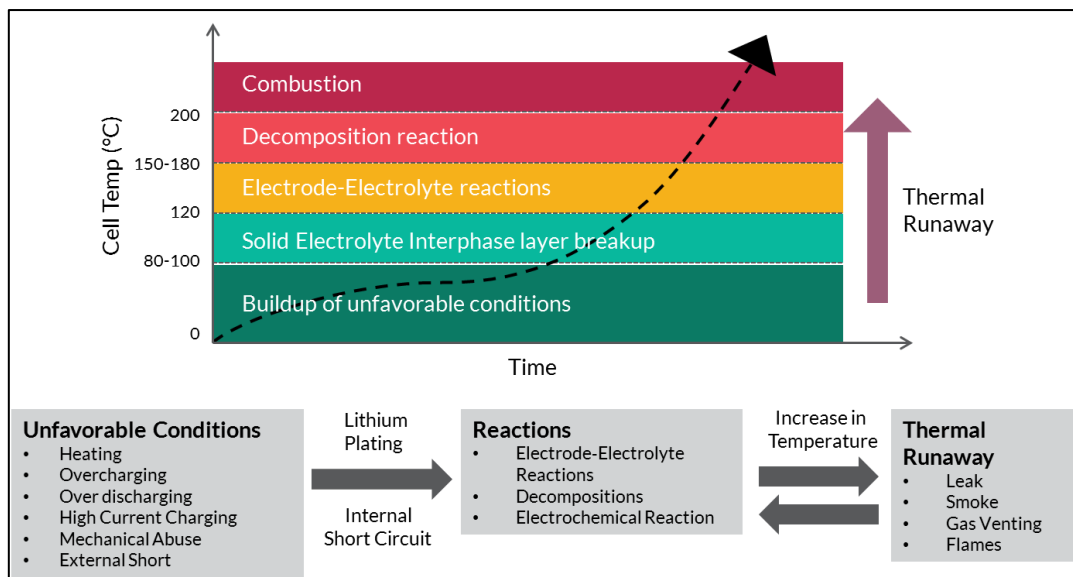 Combustion
200
Decomposition reaction
150-180
Electrode-Electrolyte reactions
120
Solid Electrolyte Interphase layer breakup
80-100
Buildup of unfavorable conditions
0
Cell Temp (°C)
Time
Thermal
Runaway
Unfavorable Conditions
• Heating
• Overcharging
• Over discharging
• High Current Charging
• Mechanical Abuse
• External Short
Lithium
Plating
Internal
Short Circuit
Reactions
• Electrode-Electrolyte
Reactions
• Decompositions
• Electrochemical Reaction
Increase in
Temperature
Thermal
Runaway
• Leak
• Smoke
• Gas Venting
• Flames